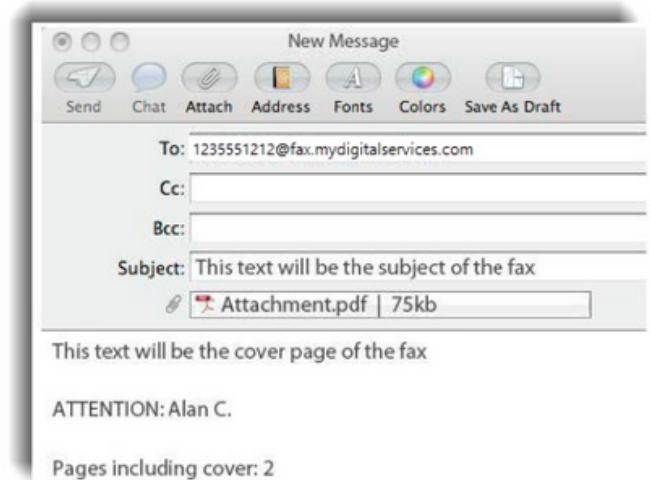 New Message
Send Chat Attach Address Fonts Colors Save As Draft
To: 1235551212@fax.mydigitalservices.com
Cc:
Bcc:
Subject: This text will be the subject of the fax
Attachment.pdf | 75kb
This text will be the cover page of the fax
ATTENTION: Alan C.
Pages including cover: 2